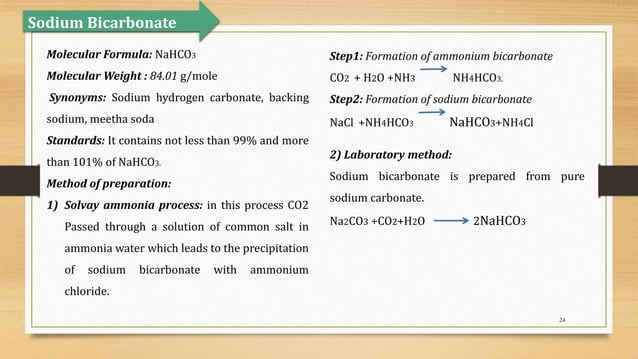 Sodium Bicarbonate
Molecular Formula: NaHCO3
Molecular Weight : 84.01 g/mole
Synonyms: Sodium hydrogen carbonate, backing
sodium, meetha soda
Standards: It contains not less than 99% and more
than 101% of NaHCO3.
Method of preparation:
1) Solvay ammonia process: in this process CO2
Passed through a solution of common salt in
ammonia water which leads to the precipitation
of sodium bicarbonate with ammonium
chloride.
Step1: Formation of ammonium bicarbonate
CO2 + H2O +NH3 → NH4HCO3.
Step2: Formation of sodium bicarbonate
NaCl +NH4HCO3 → NaHCO3+NH4Cl
2) Laboratory method:
Sodium bicarbonate is prepared from pure
sodium carbonate.
Na2CO3 +CO2+H2O → 2NaHCO3
24